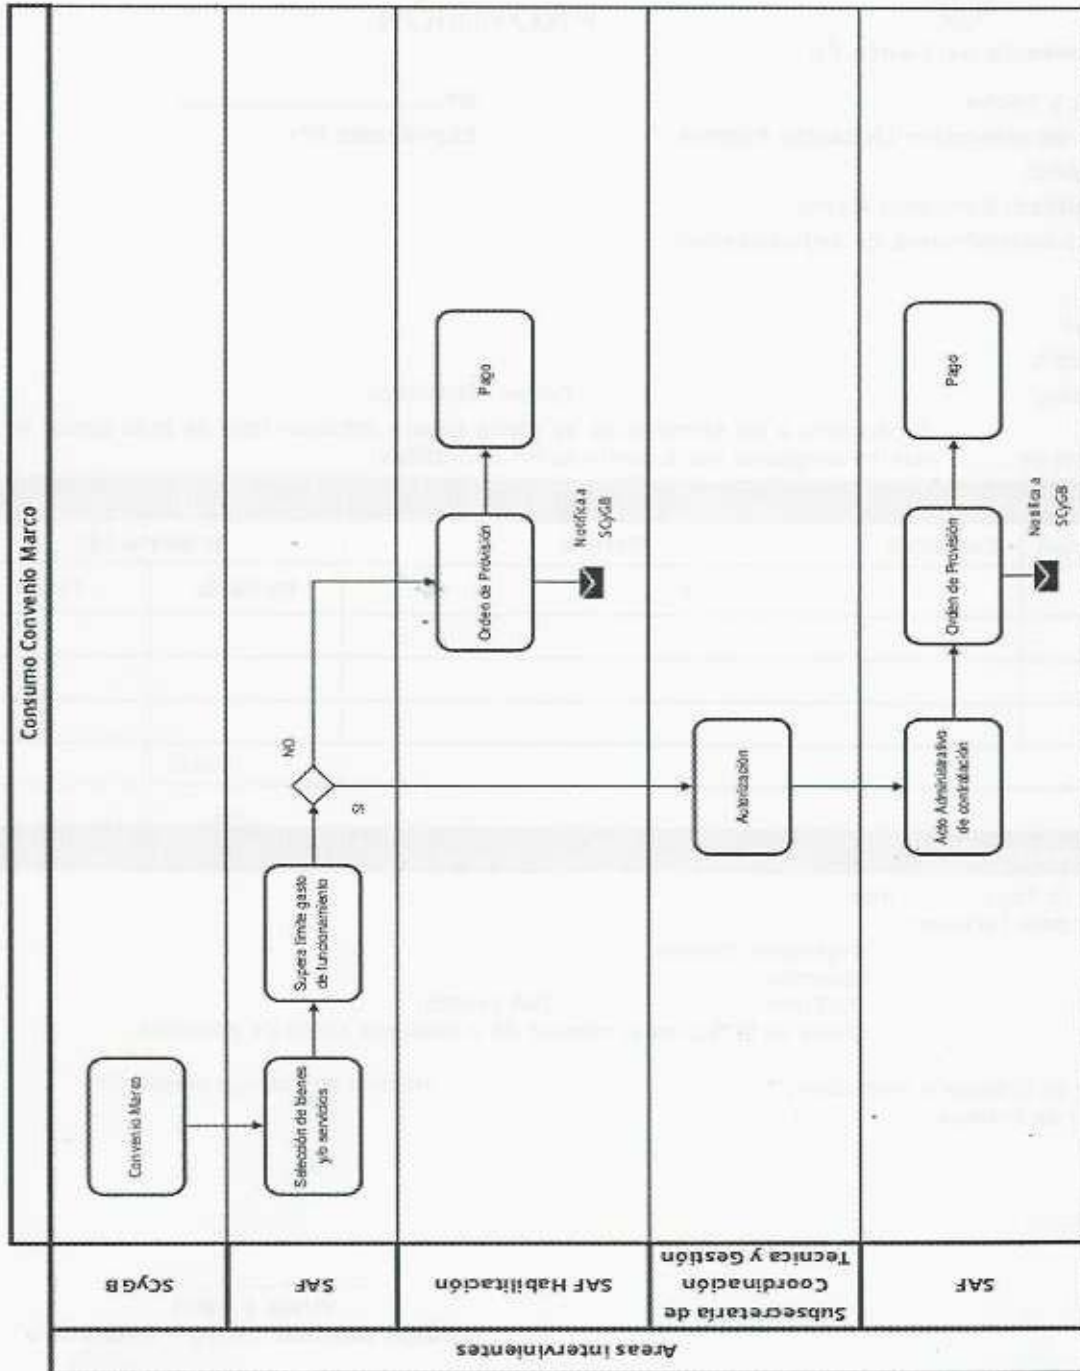 Consumo Convenio Marco
Areas intervinientes
SCyGB
Convenio Marco
SAF
Selección de bienes
y/o servicios
Supera límite gasto
de funcionamiento
NO
SI
SAF Habilitación
Orden de Provisión
Pago
Notifica a
SCyGB
Subsecretaría de
Coordinación
Tecnica y Gestión
Autorización
SAF
Acto Administrativo
de contratación
Orden de Provisión
Pago
Notifica a
SCyGB